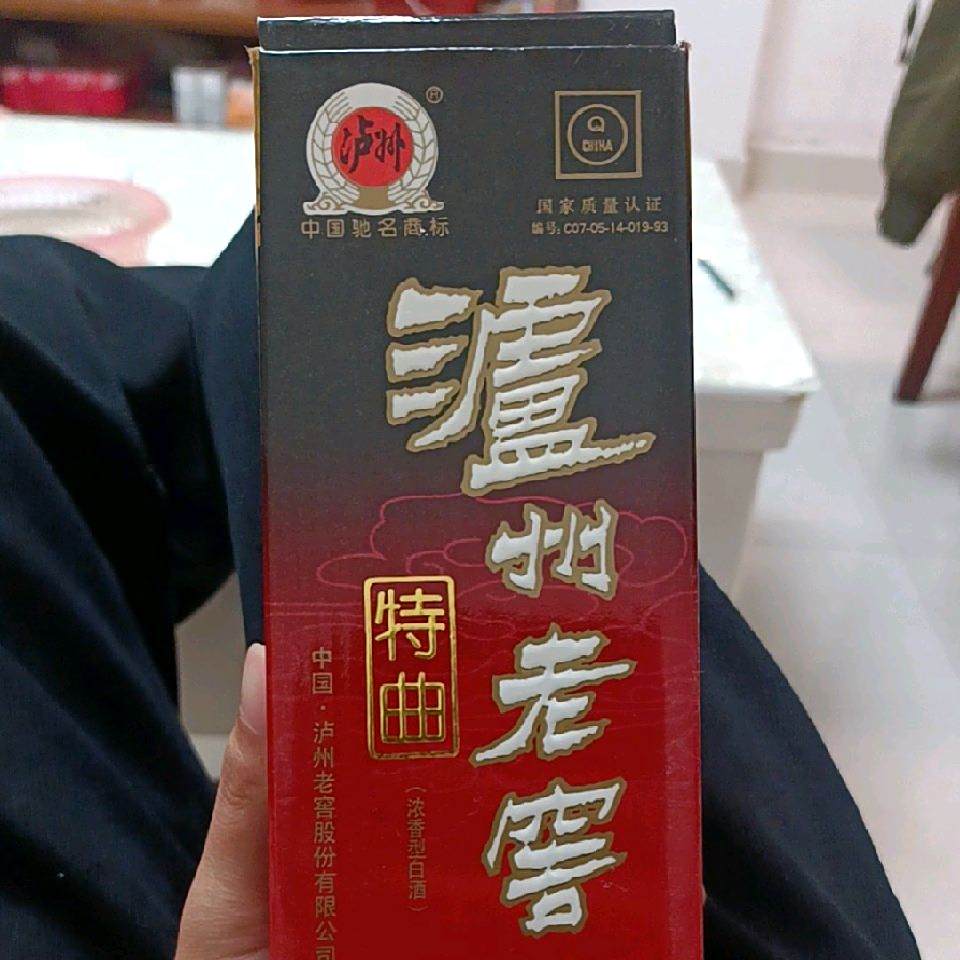 泸州
®
中国驰名商标
Q
CHINA
国家质量认证
编号: C07-05-14-019-93
瀘州老窖
特曲
(浓香型白酒)
中国·泸州老窖股份有限公司